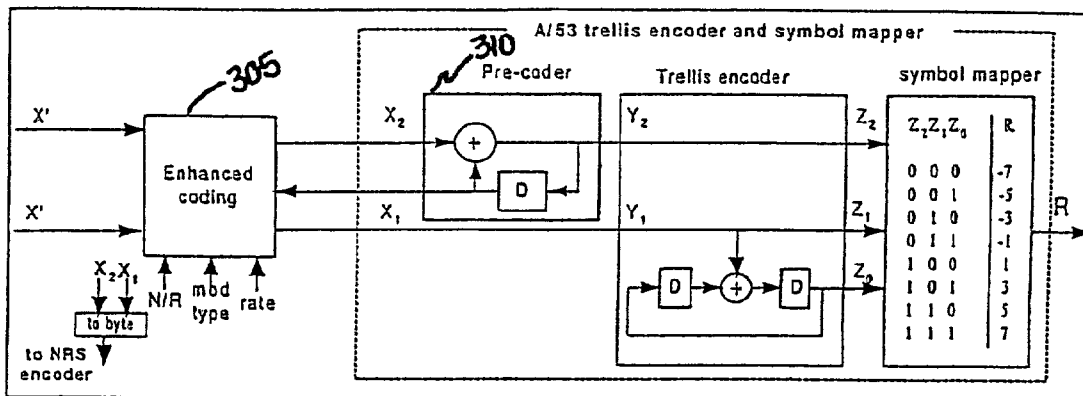 A/53 trellis encoder and symbol mapper
305
310
Pre-coder
Trellis encoder
symbol mapper
X'
X₂
Y₂
Z₂
Z₂Z₁Z₀ R
Enhanced
coding
+
D
0 0 0 -7
0 0 1 -5
0 1 0 -3
0 1 1 -1
1 0 0 1
1 0 1 3
1 1 0 5
1 1 1 7
X'
X₁
Y₁
Z₁
R
D
+
D
Z₀
X₂X₁
N/R
mod
type
rate
to byte
to NRS
encoder